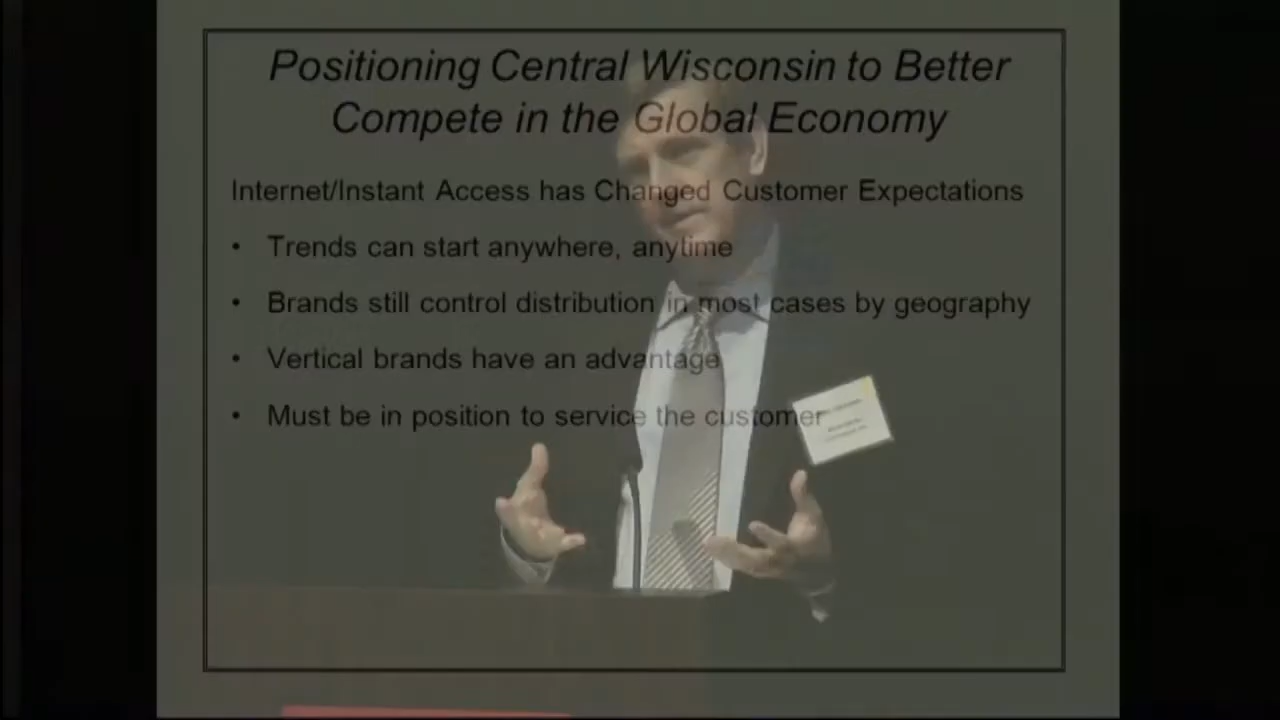 Positioning Central Wisconsin to Better
Compete in the Global Economy
Internet/Instant Access has Changed Customer Expectations
• Trends can start anywhere, anytime
• Brands still control distribution in most cases by geography
• Vertical brands have an advantage
• Must be in position to service the customer